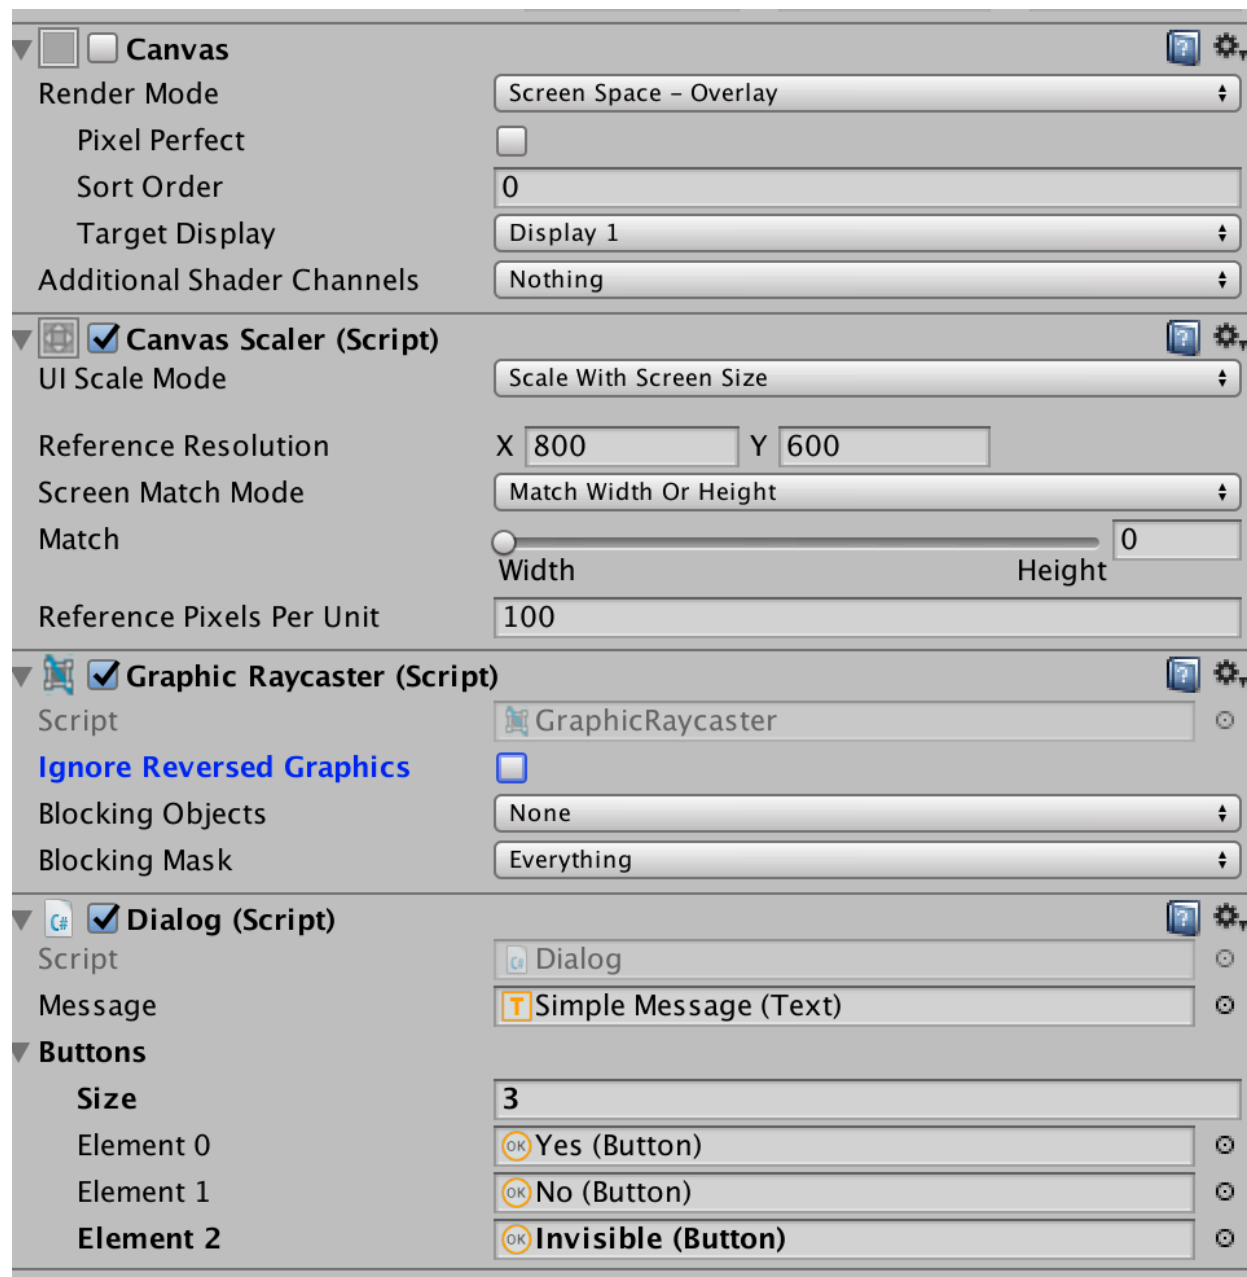 Canvas
Render Mode Screen Space – Overlay
Pixel Perfect
Sort Order 0
Target Display Display 1
Additional Shader Channels Nothing
Canvas Scaler (Script)
UI Scale Mode Scale With Screen Size
Reference Resolution X 800 Y 600
Screen Match Mode Match Width Or Height
Match 0
Width Height
Reference Pixels Per Unit 100
Graphic Raycaster (Script)
Script GraphicRaycaster
Ignore Reversed Graphics
Blocking Objects None
Blocking Mask Everything
C# Dialog (Script)
Script C# Dialog
Message T Simple Message (Text)
Buttons
Size 3
Element 0 OK Yes (Button)
Element 1 OK No (Button)
Element 2 OK Invisible (Button)